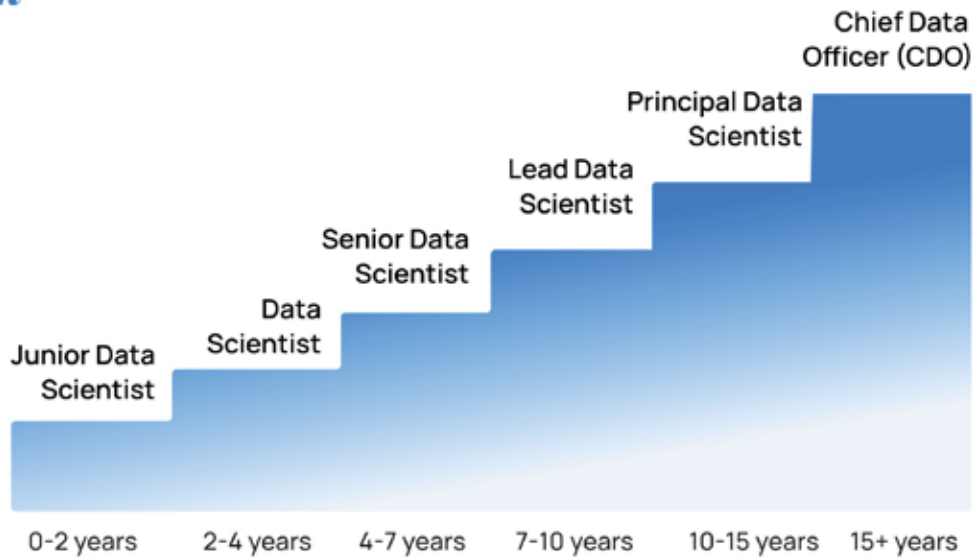 Chief Data
Officer (CDO)
Principal Data
Scientist
Lead Data
Scientist
Senior Data
Scientist
Data
Scientist
Junior Data
Scientist
0-2 years
2-4 years
4-7 years
7-10 years
10-15 years
15+ years